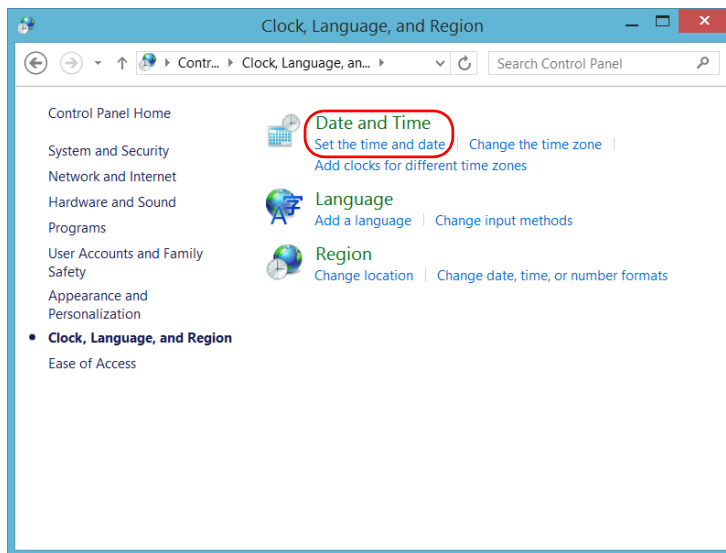 Clock, Language, and Region
Contr... Clock, Language, an... Search Control Panel
Control Panel Home
System and Security
Network and Internet
Hardware and Sound
Programs
User Accounts and Family
Safety
Appearance and
Personalization
Clock, Language, and Region
Ease of Access
Date and Time
Set the time and date Change the time zone
Add clocks for different time zones
Language
Add a language Change input methods
Region
Change location Change date, time, or number formats